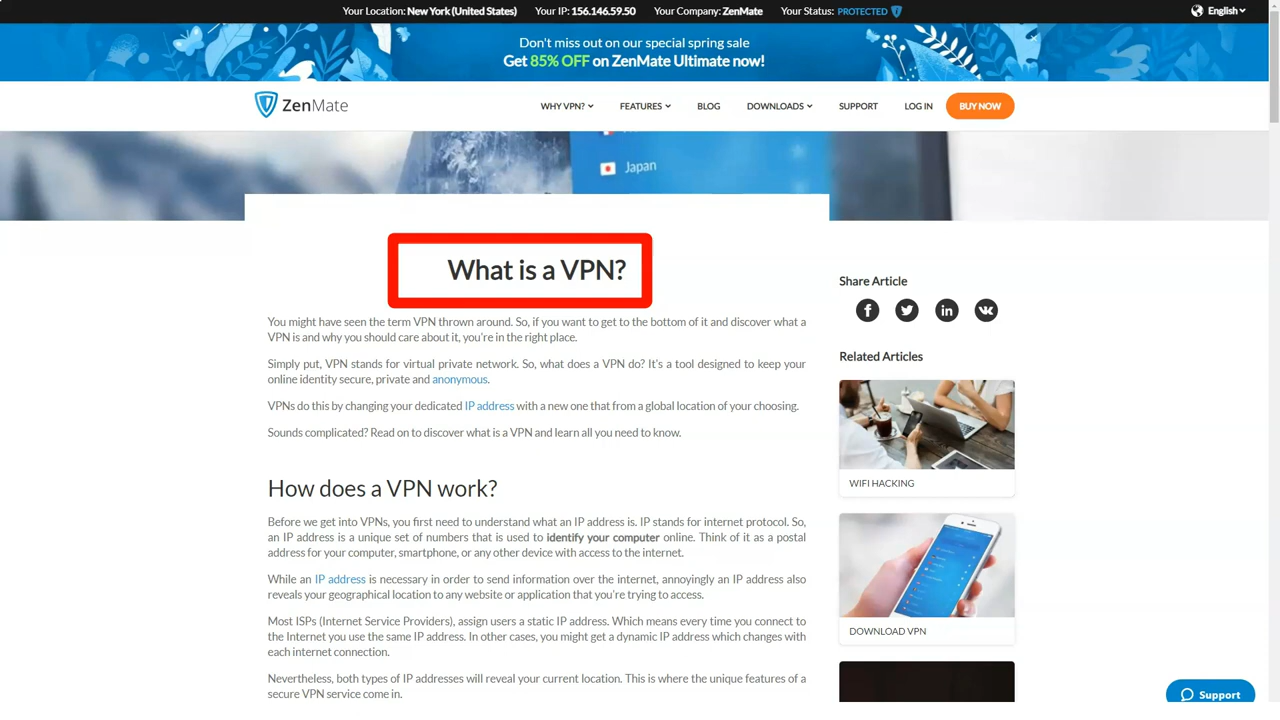 Your Location: New York (United States) Your IP: 156.146.59.50 Your Company: ZenMate Your Status: PROTECTED English
Don't miss out on our special spring sale
Get 85% OFF on ZenMate Ultimate now!
ZenMate WHY VPN? FEATURES BLOG DOWNLOADS SUPPORT LOG IN BUY NOW
Japan
What is a VPN?
You might have seen the term VPN thrown around. So, if you want to get to the bottom of it and discover what a
VPN is and why you should care about it, you're in the right place.
Simply put, VPN stands for virtual private network. So, what does a VPN do? It's a tool designed to keep your
online identity secure, private and anonymous.
VPNs do this by changing your dedicated IP address with a new one that from a global location of your choosing.
Sounds complicated? Read on to discover what is a VPN and learn all you need to know.
How does a VPN work?
Before we get into VPNs, you first need to understand what an IP address is. IP stands for internet protocol. So,
an IP address is a unique set of numbers that is used to identify your computer online. Think of it as a postal
address for your computer, smartphone, or any other device with access to the internet.
While an IP address is necessary in order to send information over the internet, annoyingly an IP address also
reveals your geographical location to any website or application that you're trying to access.
Most ISPs (Internet Service Providers), assign users a static IP address. Which means every time you connect to
the Internet you use the same IP address. In other cases, you might get a dynamic IP address which changes with
each internet connection.
Nevertheless, both types of IP addresses will reveal your current location. This is where the unique features of a
secure VPN service come in.
Share Article
Related Articles
WIFI HACKING
DOWNLOAD VPN
Support